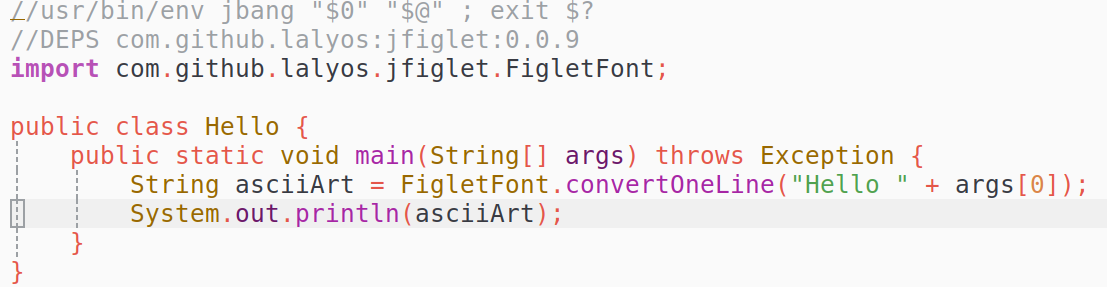 //usr/bin/env jbang "$0" "$@" ; exit $?
//DEPS com.github.lalyos:jfiglet:0.0.9
import com.github.lalyos.jfiglet.FigletFont;

public class Hello {
    public static void main(String[] args) throws Exception {
        String asciiArt = FigletFont.convertOneLine("Hello " + args[0]);
        System.out.println(asciiArt);
    }
}